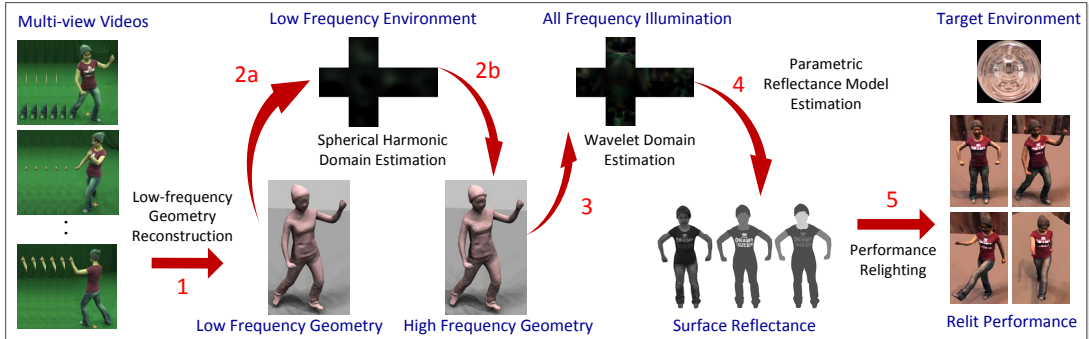 Multi-view Videos
Low Frequency Environment
All Frequency Illumination
Target Environment
2a
2b
4
Parametric
Reflectance Model
Estimation
Spherical Harmonic
Domain Estimation
Wavelet Domain
Estimation
Low-frequency
Geometry
Reconstruction
1
3
5
Performance
Relighting
Low Frequency Geometry
High Frequency Geometry
Surface Reflectance
Relit Performance